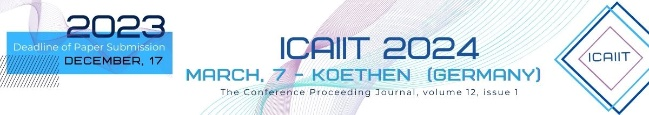 2023
Deadline of Paper Submission
DECEMBER, 17
ICAIIT 2024
MARCH, 7 - KOETHEN (GERMANY)
The Conference Proceeding Journal, volume 12, issue 1
ICAIIT